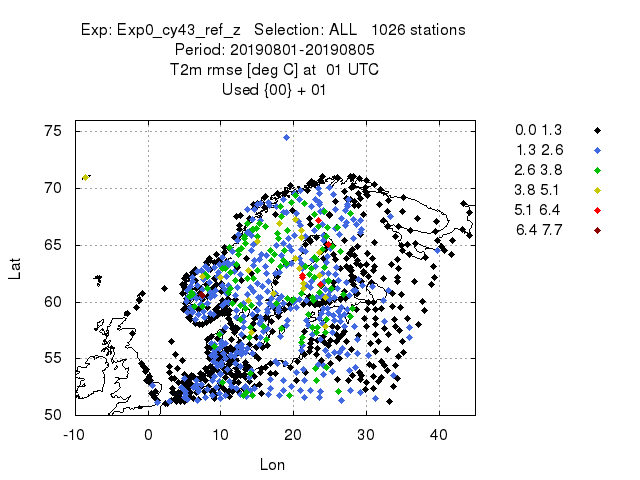 Exp: Exp0_cy43_ref_z   Selection: ALL   1026 stations
Period: 20190801-20190805
T2m rmse [deg C] at  01 UTC
Used {00} + 01
75
70
65
60
55
50
Lat
-10 0 10 20 30 40
Lon
0.0 1.3
1.3 2.6
2.6 3.8
3.8 5.1
5.1 6.4
6.4 7.7